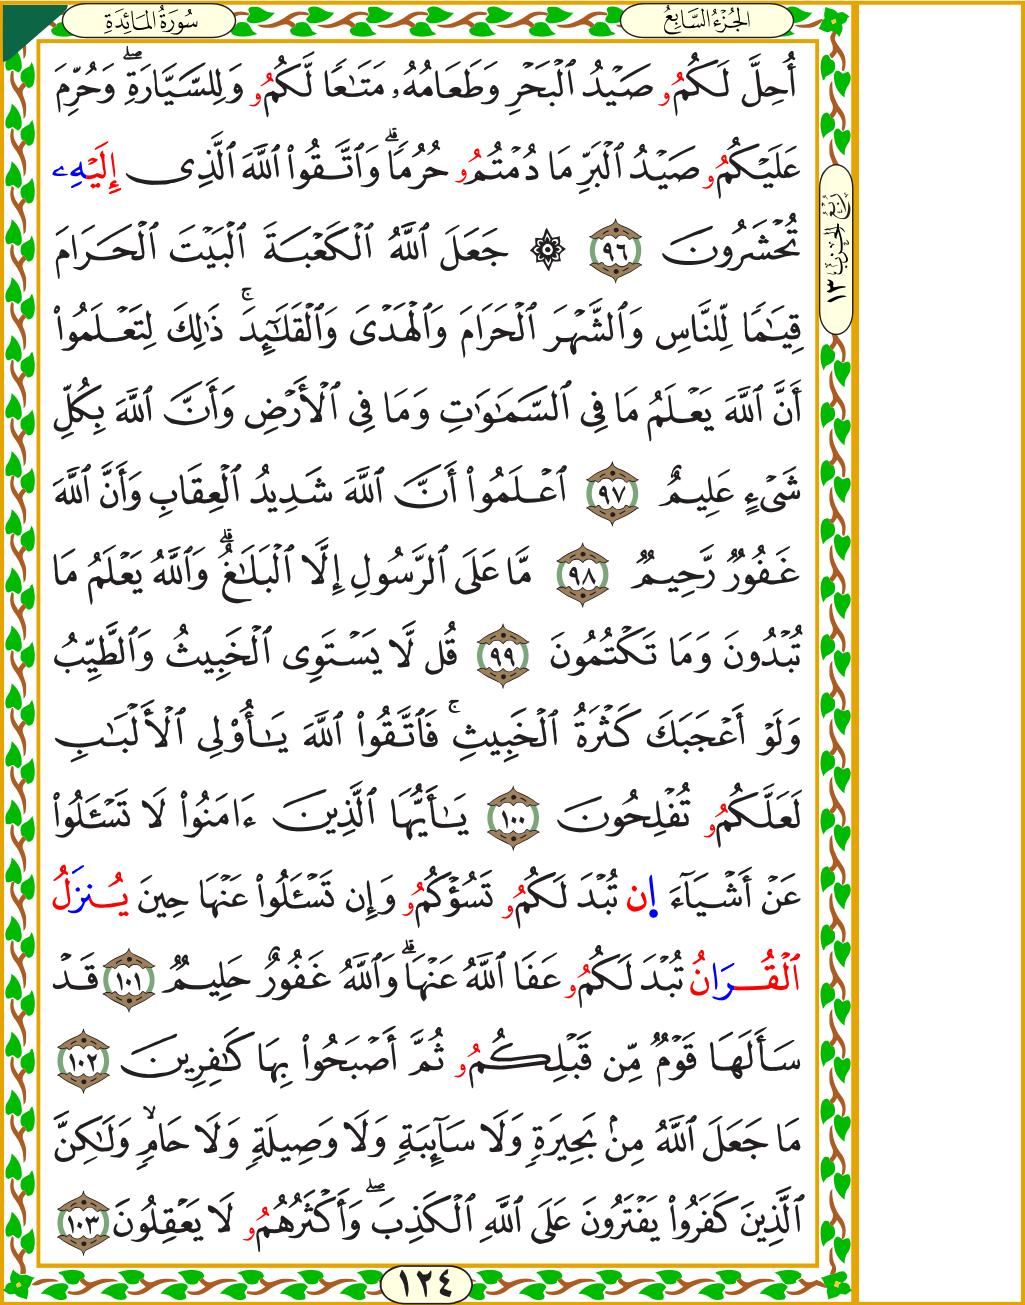 سُورَةُ المَائِدَةِ
الجُزْءُ السَّابِعُ
أُحِلَّ لَكُمُۥ صَيْدُ ٱلْبَحْرِ وَطَعَامُهُۥ مَتَٰعًا لَّكُمُۥ وَلِلسَّيَّارَةِۖ وَحُرِّمَ
عَلَيْكُمُۥ صَيْدُ ٱلْبَرِّ مَا دُمْتُمُۥ حُرُمًاۗ وَٱتَّقُواْ ٱللَّهَ ٱلَّذِى إِلَيْهِۦ
تُحْشَرُونَ ٩٦ ۞ جَعَلَ ٱللَّهُ ٱلْكَعْبَةَ ٱلْبَيْتَ ٱلْحَرَامَ
قِيَٰمًا لِّلنَّاسِ وَٱلشَّهْرَ ٱلْحَرَامَ وَٱلْهَدْىَ وَٱلْقَلَٰٓئِدَۚ ذَٰلِكَ لِتَعْلَمُواْ
أَنَّ ٱللَّهَ يَعْلَمُ مَا فِى ٱلسَّمَٰوَٰتِ وَمَا فِى ٱلْأَرْضِ وَأَنَّ ٱللَّهَ بِكُلِّ
شَىْءٍ عَلِيمٌ ٩٧ ٱعْلَمُواْ أَنَّ ٱللَّهَ شَدِيدُ ٱلْعِقَابِ وَأَنَّ ٱللَّهَ
غَفُورٌ رَّحِيمٌ ٩٨ مَّا عَلَى ٱلرَّسُولِ إِلَّا ٱلْبَلَٰغُۗ وَٱللَّهُ يَعْلَمُ مَا
تُبْدُونَ وَمَا تَكْتُمُونَ ٩٩ قُل لَّا يَسْتَوِى ٱلْخَبِيثُ وَٱلطَّيِّبُ
وَلَوْ أَعْجَبَكَ كَثْرَةُ ٱلْخَبِيثِۚ فَٱتَّقُواْ ٱللَّهَ يَٰٓأُوْلِى ٱلْأَلْبَٰبِ
لَعَلَّكُمُۥ تُفْلِحُونَ ١٠٠ يَٰٓأَيُّهَا ٱلَّذِينَ ءَامَنُواْ لَا تَسْـَٔلُواْ
عَنْ أَشْيَآءَ إِن تُبْدَ لَكُمُۥ تَسُؤْكُمُۥ وَإِن تَسْـَٔلُواْ عَنْهَا حِينَ يُنزَلُ
ٱلْقُرَانُ تُبْدَ لَكُمُۥ عَفَا ٱللَّهُ عَنْهَاۗ وَٱللَّهُ غَفُورٌ حَلِيمٌ ١٠١ قَدْ
سَأَلَهَا قَوْمٌ مِّن قَبْلِكُمُۥ ثُمَّ أَصْبَحُواْ بِهَا كَٰفِرِينَ ١٠٢
مَا جَعَلَ ٱللَّهُ مِنۢ بَحِيرَةٍ وَلَا سَآئِبَةٍ وَلَا وَصِيلَةٍ وَلَا حَامٍۙ وَلَٰكِنَّ
ٱلَّذِينَ كَفَرُواْ يَفْتَرُونَ عَلَى ٱللَّهِ ٱلْكَذِبَۖ وَأَكْثَرُهُمُۥ لَا يَعْقِلُونَ ١٠٣
رُبْعُ الحِزْبِ ١٣
١٢٤